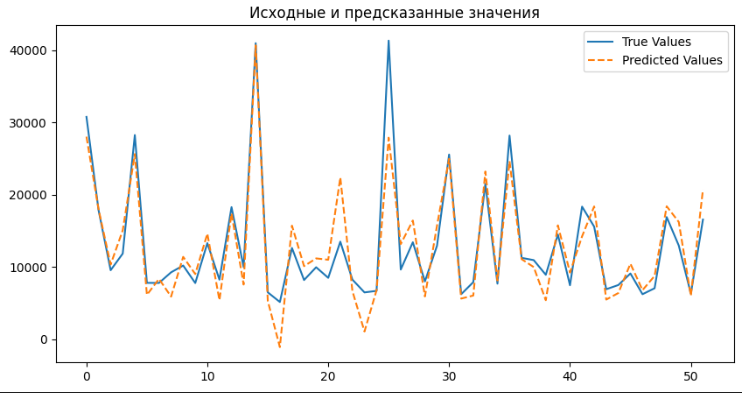 Исходные и предсказанные значения
True Values
Predicted Values
40000
30000
20000
10000
0
0 10 20 30 40 50